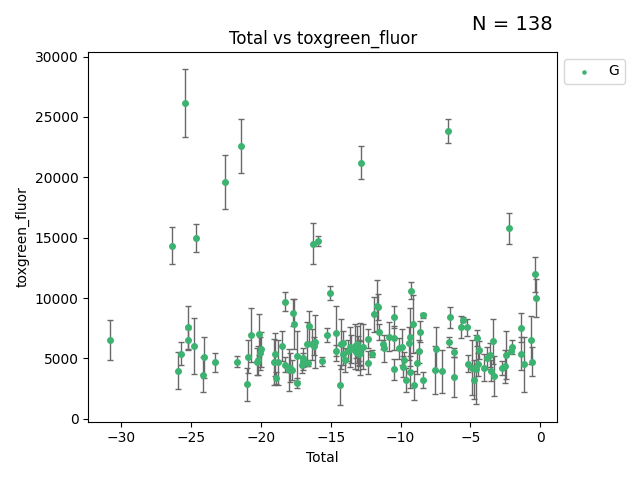 N = 138
Total vs toxgreen_fluor
G
30000
25000
20000
15000
10000
5000
0
toxgreen_fluor
−30 −25 −20 −15 −10 −5 0
Total